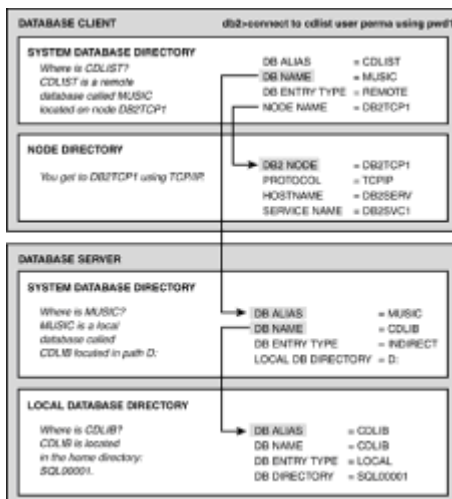 DATABASE CLIENT
db2>connect to cdlist user perma using pwd1
SYSTEM DATABASE DIRECTORY
Where is CDLIST?
CDLIST is a remote
database called MUSIC
located on node DB2TCP1
DB ALIAS = CDLIST
DB NAME = MUSIC
DB ENTRY TYPE = REMOTE
NODE NAME = DB2TCP1
NODE DIRECTORY
You get to DB2TCP1 using TCP/IP.
DB2 NODE = DB2TCP1
PROTOCOL = TCPIP
HOSTNAME = DB2SERV
SERVICE NAME = DB2SVC1
DATABASE SERVER
SYSTEM DATABASE DIRECTORY
Where is MUSIC?
MUSIC is a local
database called
CDLIB located in path D:
DB ALIAS = MUSIC
DB NAME = CDLIB
DB ENTRY TYPE = INDIRECT
LOCAL DB DIRECTORY = D:
LOCAL DATABASE DIRECTORY
Where is CDLIB?
CDLIB is located
in the home directory:
SQL00001.
DB ALIAS = CDLIB
DB NAME = CDLIB
DB ENTRY TYPE = LOCAL
DB DIRECTORY = SQL00001